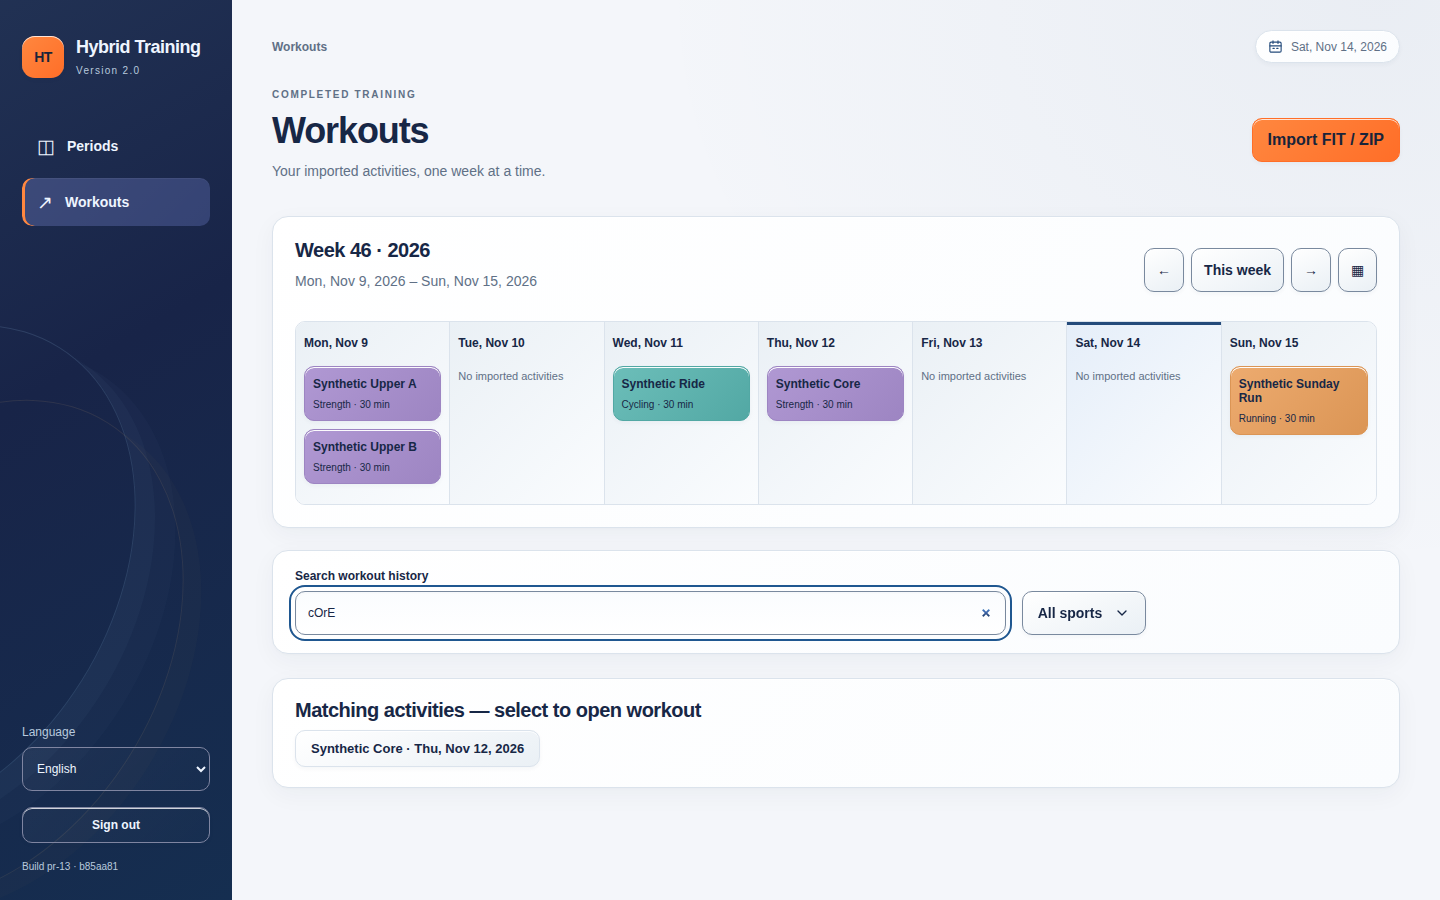 HT
Hybrid Training
Version 2.0
Periods
Workouts
Language
English
Sign out
Build pr-13 · b85aa81
Workouts
Sat, Nov 14, 2026
COMPLETED TRAINING
Workouts
Your imported activities, one week at a time.
Import FIT / ZIP
Week 46 · 2026
Mon, Nov 9, 2026 – Sun, Nov 15, 2026
←
This week
→
Mon, Nov 9
Synthetic Upper A
Strength · 30 min
Synthetic Upper B
Strength · 30 min
Tue, Nov 10
No imported activities
Wed, Nov 11
Synthetic Ride
Cycling · 30 min
Thu, Nov 12
Synthetic Core
Strength · 30 min
Fri, Nov 13
No imported activities
Sat, Nov 14
No imported activities
Sun, Nov 15
Synthetic Sunday
Run
Running · 30 min
Search workout history
cOrE
×
All sports
Matching activities — select to open workout
Synthetic Core · Thu, Nov 12, 2026